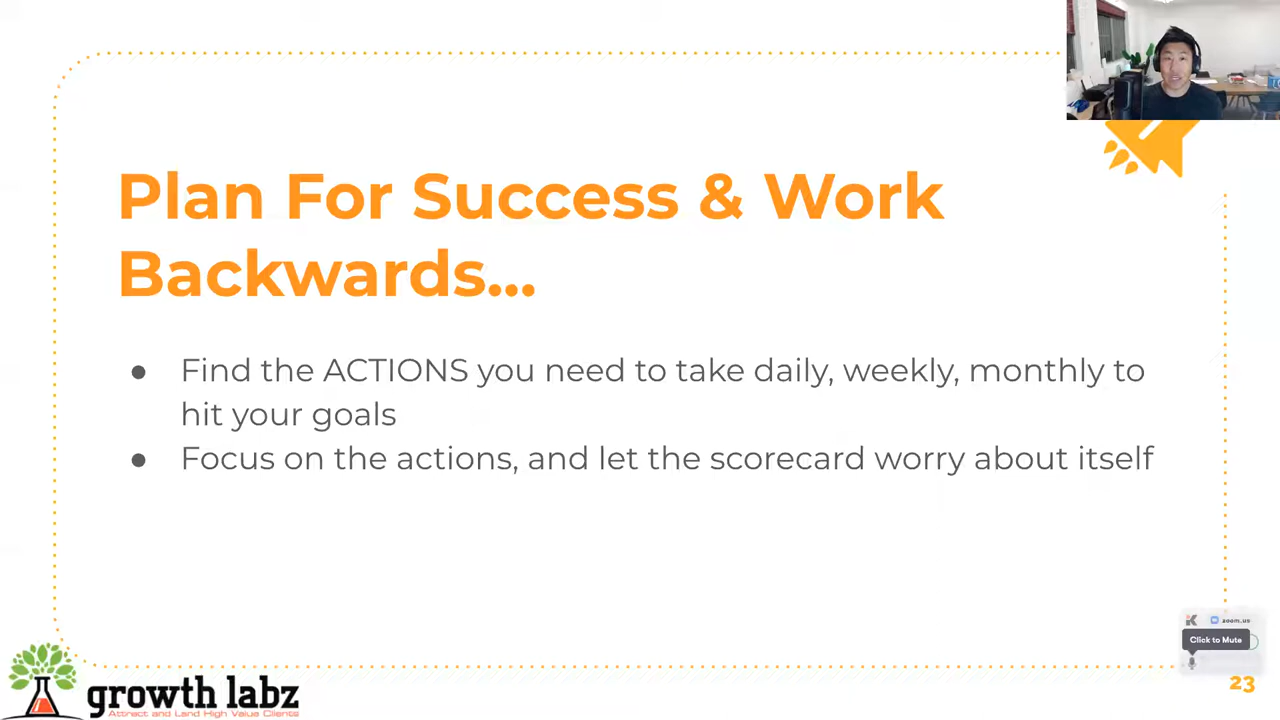 Plan For Success & Work
Backwards...
● Find the ACTIONS you need to take daily, weekly, monthly to
hit your goals
● Focus on the actions, and let the scorecard worry about itself
zoom.us
Click to Mute
23
growth labz
Attract and Land High Value Clients